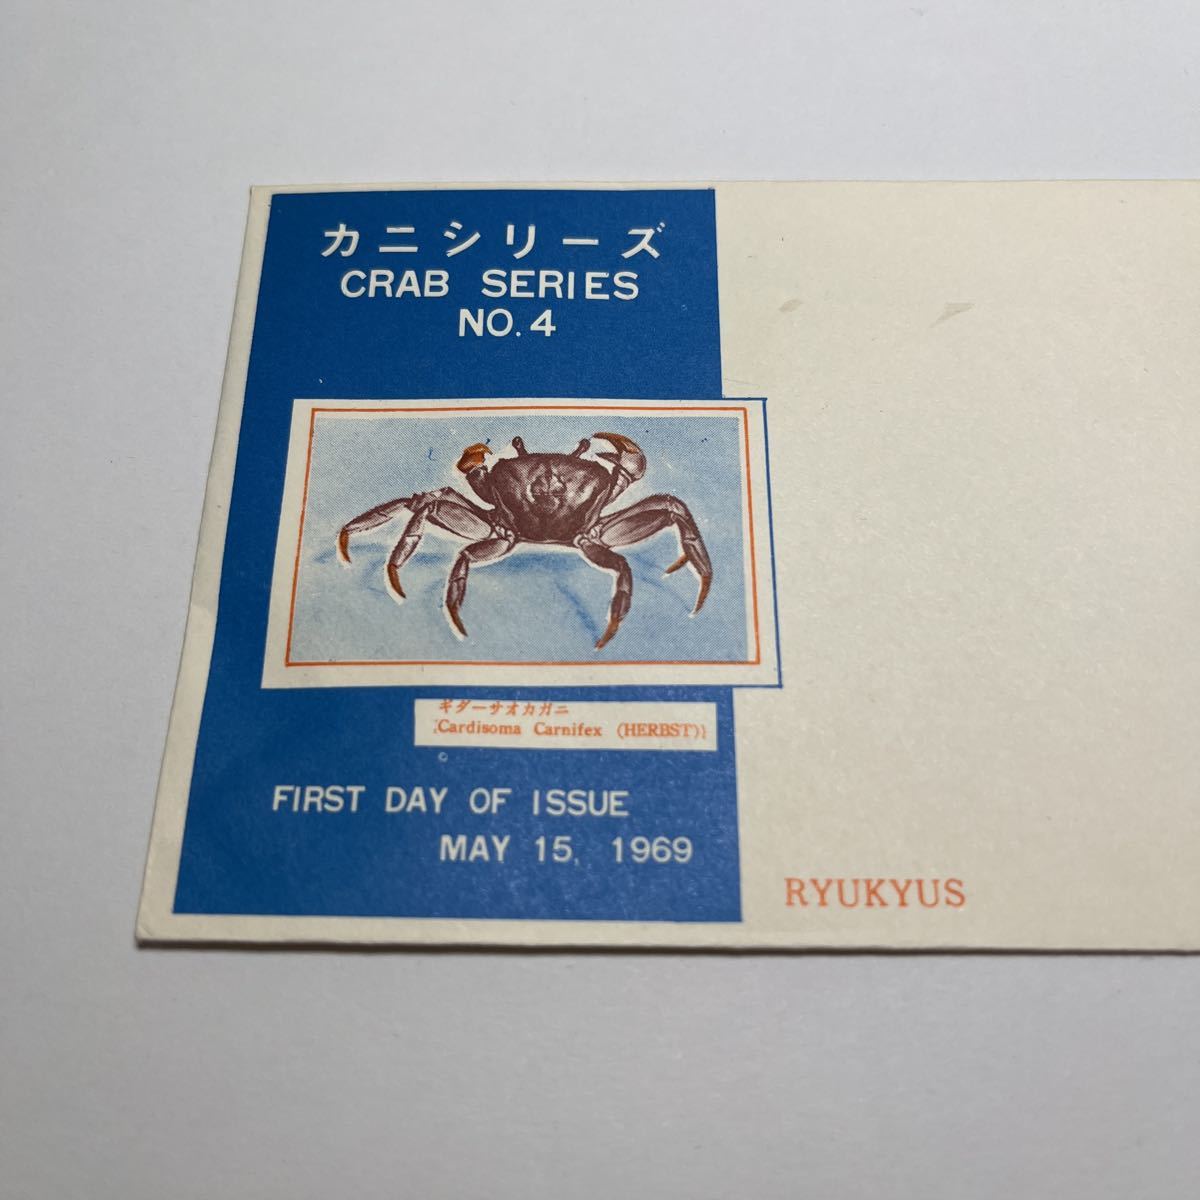 カニシリーズ
CRAB SERIES
NO. 4
ギターサオカガニ
(Cardisoma Carnifex (HERBST))
FIRST DAY OF ISSUE
MAY 15, 1969
RYUKYUS